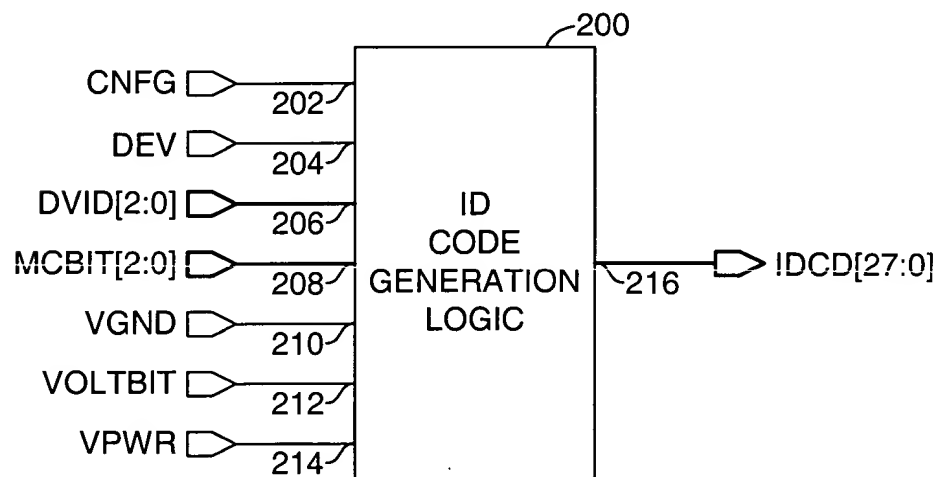 200
CNFG
202
DEV
204
DVID[2:0]
206
MCBIT[2:0]
208
VGND
210
VOLTBIT
212
VPWR
214
ID
CODE
GENERATION
LOGIC
216
IDCD[27:0]